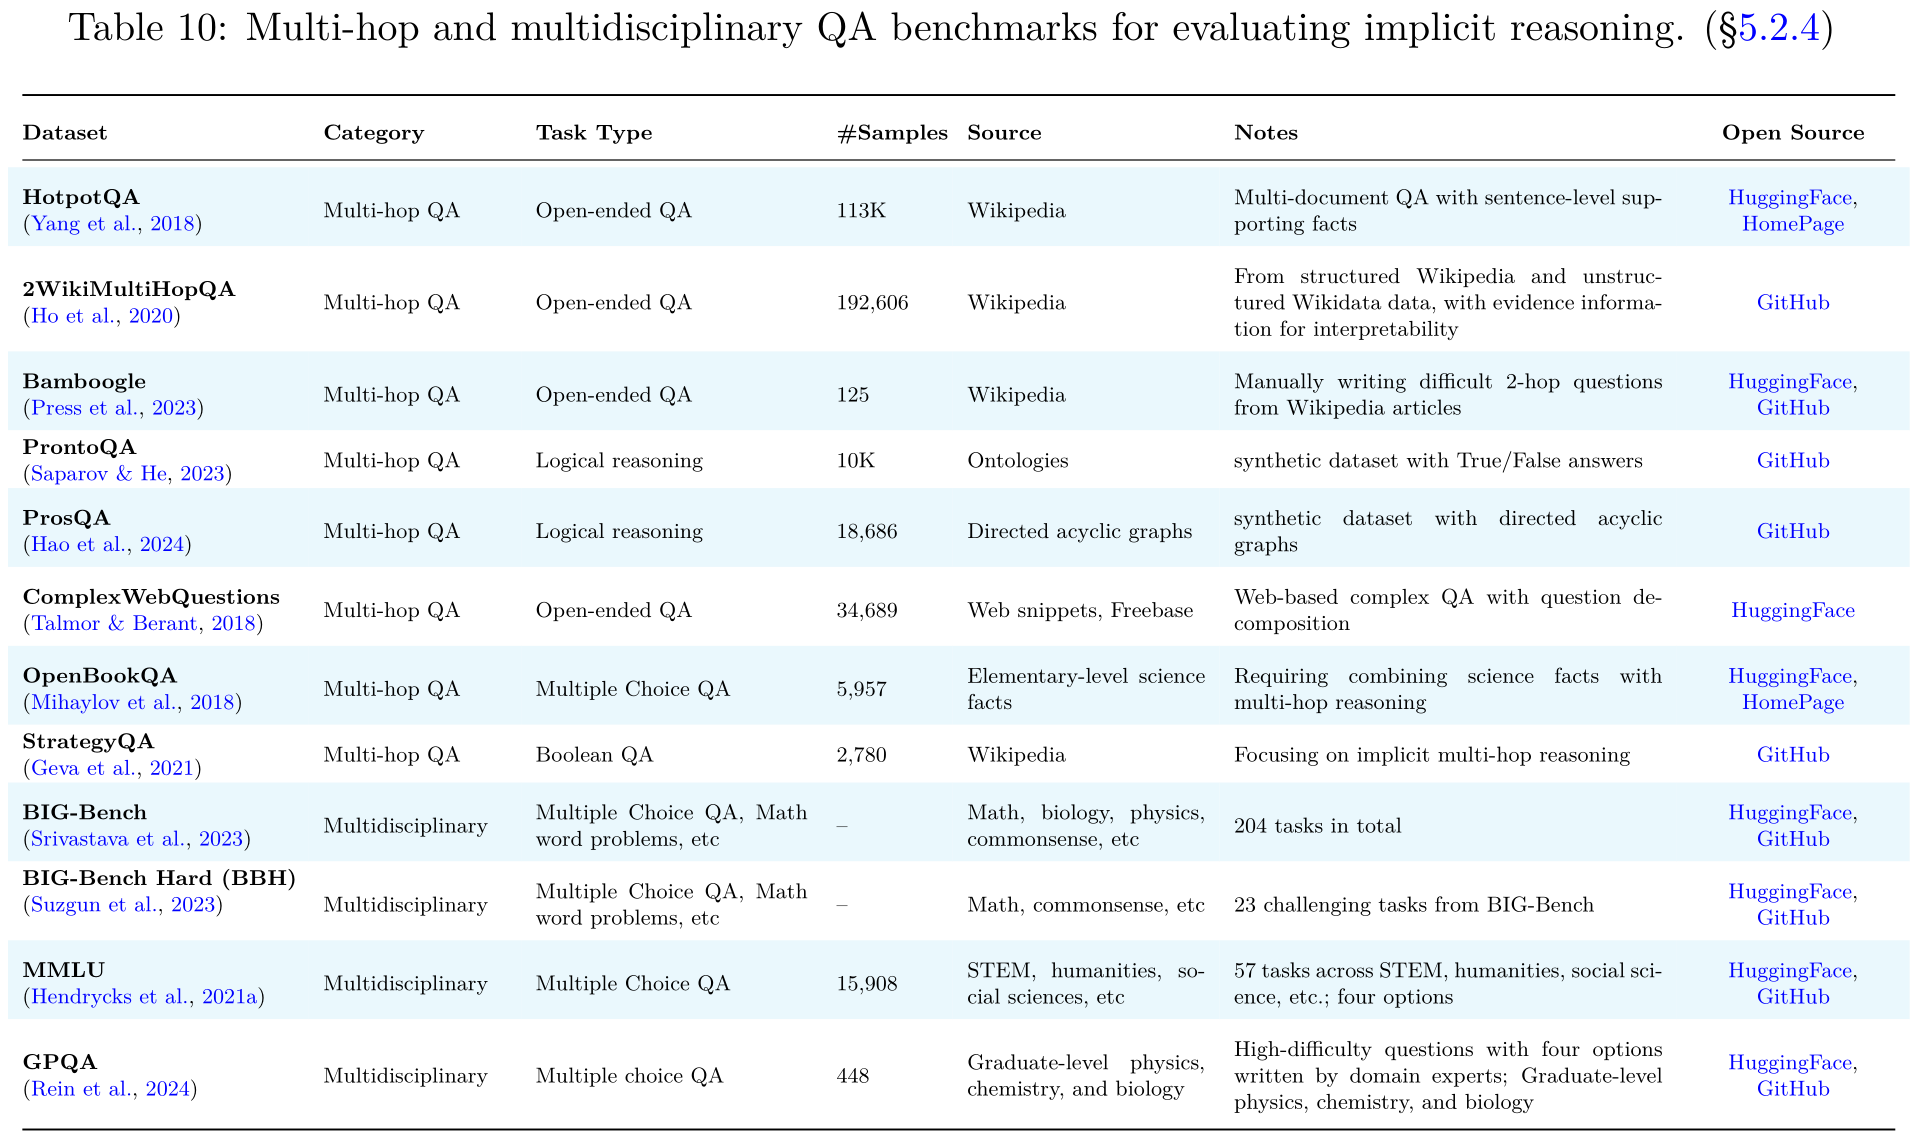 Table 10: Multi-hop and multidisciplinary QA benchmarks for evaluating implicit reasoning. (§5.2.4)
Dataset Category Task Type #Samples Source Notes Open Source
HotpotQA
(Yang et al., 2018)
Multi-hop QA
Open-ended QA
113K
Wikipedia
Multi-document QA with sentence-level sup-
porting facts
HuggingFace,
HomePage
2WikiMultiHopQA
(Ho et al., 2020)
Multi-hop QA
Open-ended QA
192,606
Wikipedia
From structured Wikipedia and unstruc-
tured Wikidata data, with evidence informa-
tion for interpretability
GitHub
Bamboogle
(Press et al., 2023)
Multi-hop QA
Open-ended QA
125
Wikipedia
Manually writing difficult 2-hop questions
from Wikipedia articles
HuggingFace,
GitHub
ProntoQA
(Saparov & He, 2023)
Multi-hop QA
Logical reasoning
10K
Ontologies
synthetic dataset with True/False answers
GitHub
ProsQA
(Hao et al., 2024)
Multi-hop QA
Logical reasoning
18,686
Directed acyclic graphs
synthetic dataset with directed acyclic
graphs
GitHub
ComplexWebQuestions
(Talmor & Berant, 2018)
Multi-hop QA
Open-ended QA
34,689
Web snippets, Freebase
Web-based complex QA with question de-
composition
HuggingFace
OpenBookQA
(Mihaylov et al., 2018)
Multi-hop QA
Multiple Choice QA
5,957
Elementary-level science
facts
Requiring combining science facts with
multi-hop reasoning
HuggingFace,
HomePage
StrategyQA
(Geva et al., 2021)
Multi-hop QA
Boolean QA
2,780
Wikipedia
Focusing on implicit multi-hop reasoning
GitHub
BIG-Bench
(Srivastava et al., 2023)
Multidisciplinary
Multiple Choice QA, Math
word problems, etc
–
Math, biology, physics,
commonsense, etc
204 tasks in total
HuggingFace,
GitHub
BIG-Bench Hard (BBH)
(Suzgun et al., 2023)
Multidisciplinary
Multiple Choice QA, Math
word problems, etc
–
Math, commonsense, etc
23 challenging tasks from BIG-Bench
HuggingFace,
GitHub
MMLU
(Hendrycks et al., 2021a)
Multidisciplinary
Multiple Choice QA
15,908
STEM, humanities, so-
cial sciences, etc
57 tasks across STEM, humanities, social sci-
ence, etc.; four options
HuggingFace,
GitHub
GPQA
(Rein et al., 2024)
Multidisciplinary
Multiple choice QA
448
Graduate-level physics,
chemistry, and biology
High-difficulty questions with four options
written by domain experts; Graduate-level
physics, chemistry, and biology
HuggingFace,
GitHub